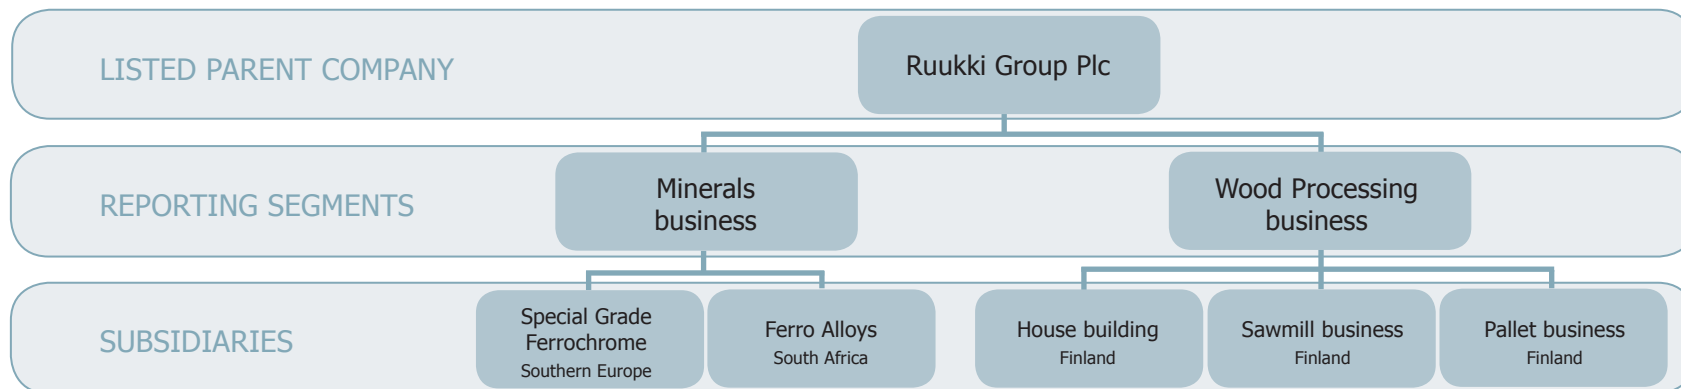 LISTED PARENT COMPANY
Ruukki Group Plc
REPORTING SEGMENTS
Minerals
business
Wood Processing
business
SUBSIDIARIES
Special Grade
Ferrochrome
Southern Europe
Ferro Alloys
South Africa
House building
Finland
Sawmill business
Finland
Pallet business
Finland